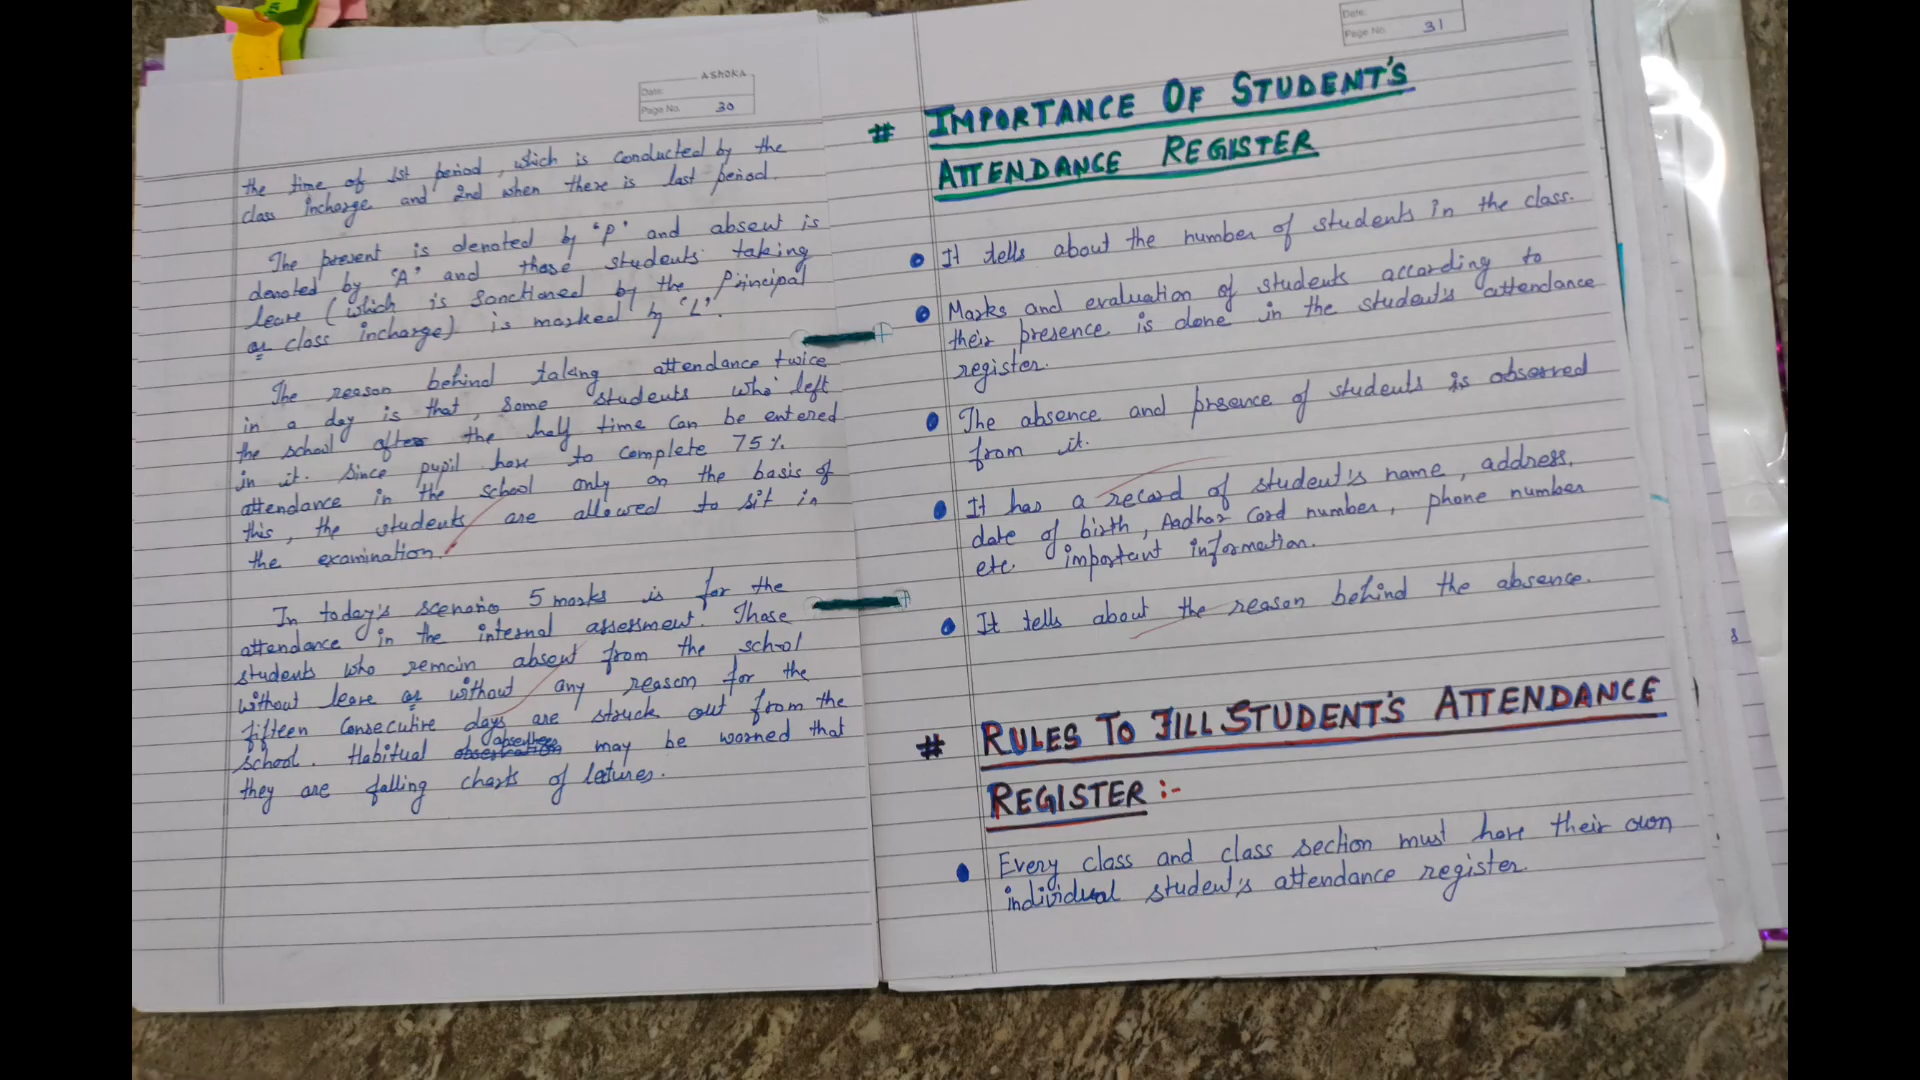 ASHOKA
Date:
Page No. 30
the time of 1st period, which is conducted by the
class incharge and 2nd when there is last period.
The present is denoted by 'P' and absent is
denoted by 'A' and those students taking
leave (which is sanctioned by the Principal
or class incharge) is marked by 'L'.
The reason behind taking attendance twice
in a day is that, some students who left
the school after the half time can be entered
in it. Since pupil have to complete 75%
attendance in the school only on the basis of
this, the students are allowed to sit in
the examination.
In today's scenario 5 marks is for the
attendance in the internal assessment. Those
students who remain absent from the school
without leave or without any reason for the
fifteen consecutive days are struck out from the
school. Habitual absentees may be warned that
they are falling charts of letures.
Date:
Page No. 31
# IMPORTANCE OF STUDENT'S
ATTENDANCE REGISTER
• It tells about the number of students in the class.
• Marks and evaluation of students according to
their presence is done in the student's attendance
register.
• The absence and prsence of students is observed
from it.
• It has a record of student's name, address,
date of birth, Aadhar Card number, phone number
etc. important information.
• It tells about the reason behind the absence.
# RULES TO FILL STUDENT'S ATTENDANCE
REGISTER :-
• Every class and class section must have their own
individual student's attendance register.